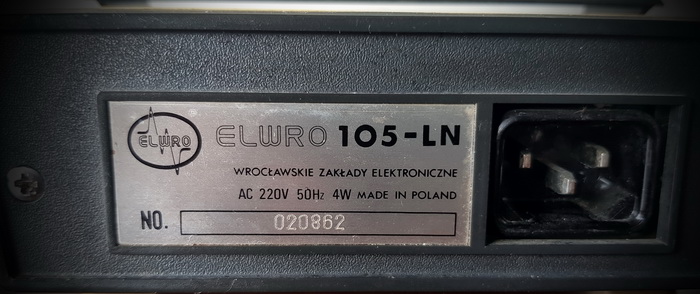 ELWRO
ELWRO 105-LN
WROCŁAWSKIE ZAKŁADY ELEKTRONICZNE
AC 220V 50Hz 4W MADE IN POLAND
NO. 020862